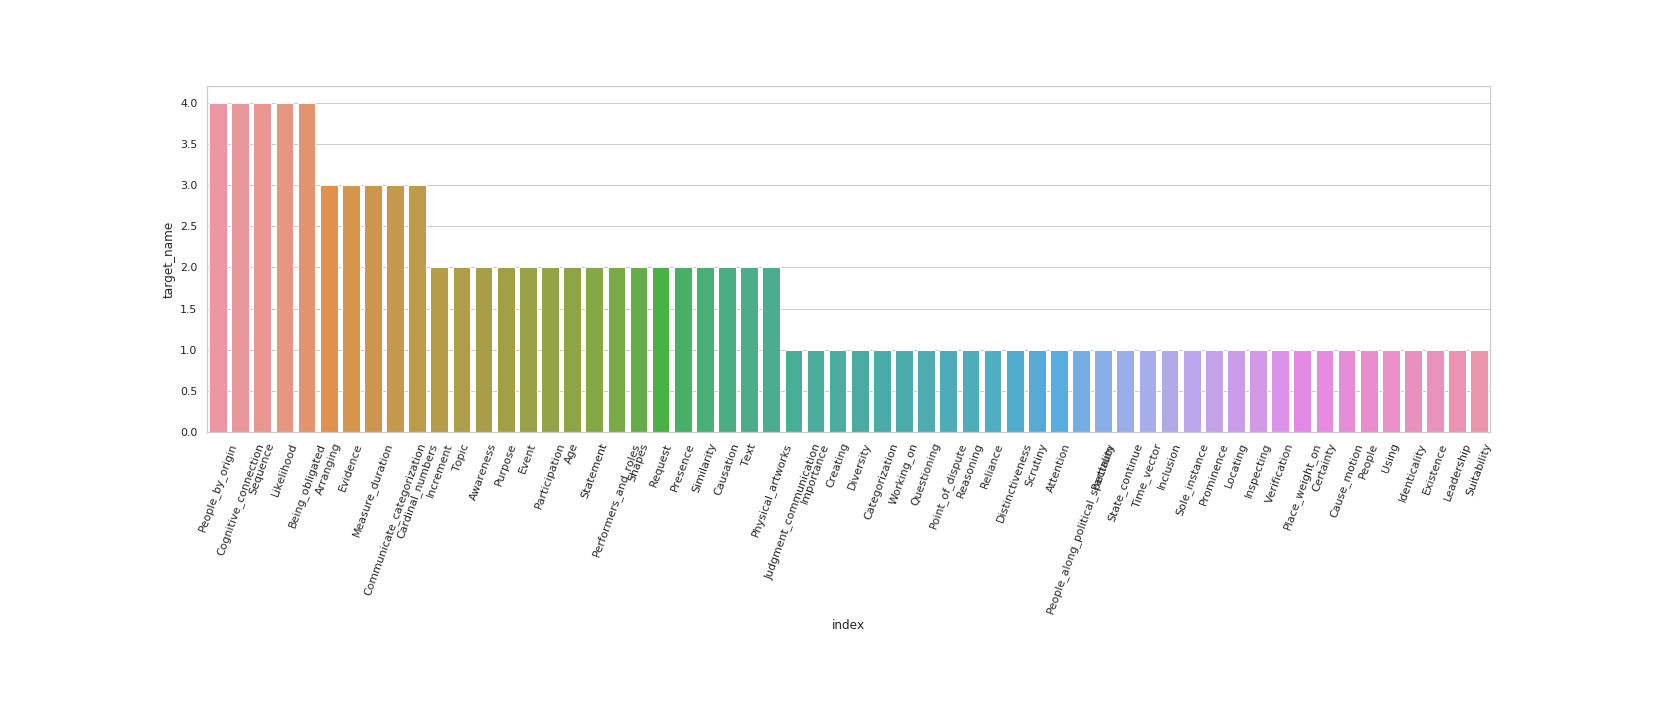 4.0
3.5
3.0
2.5
2.0
1.5
1.0
0.5
0.0
target_name
People_by_origin
Cognitive_connection
Sequence
Likelihood
Being_obligated
Arranging
Evidence
Measure_duration
Communicate_categorization
Cardinal_numbers
Increment
Topic
Awareness
Purpose
Event
Participation
Age
Statement
Performers_and_roles
Shapes
Request
Presence
Similarity
Causation
Text
Physical_artworks
Judgment_communication
Importance
Creating
Diversity
Categorization
Working_on
Questioning
Point_of_dispute
Reasoning
Reliance
Distinctiveness
Scrutiny
Attention
People_along_political_spectrum
State_continue
Time_vector
Inclusion
Sole_instance
Prominence
Locating
Inspecting
Verification
Place_weight_on
Certainty
Cause_motion
People
Using
Identicality
Existence
Leadership
Suitability
index